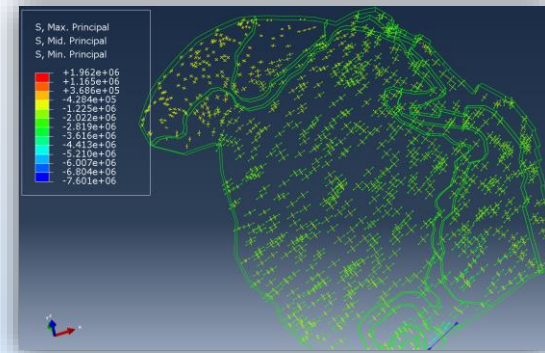 S, Max. Principal
S, Mid. Principal
S, Min. Principal
+1.962e+06
+1.165e+06
+3.686e+05
-4.284e+05
-1.225e+06
-2.022e+06
-2.819e+06
-3.616e+06
-4.413e+06
-5.210e+06
-6.007e+06
-6.804e+06
-7.601e+06